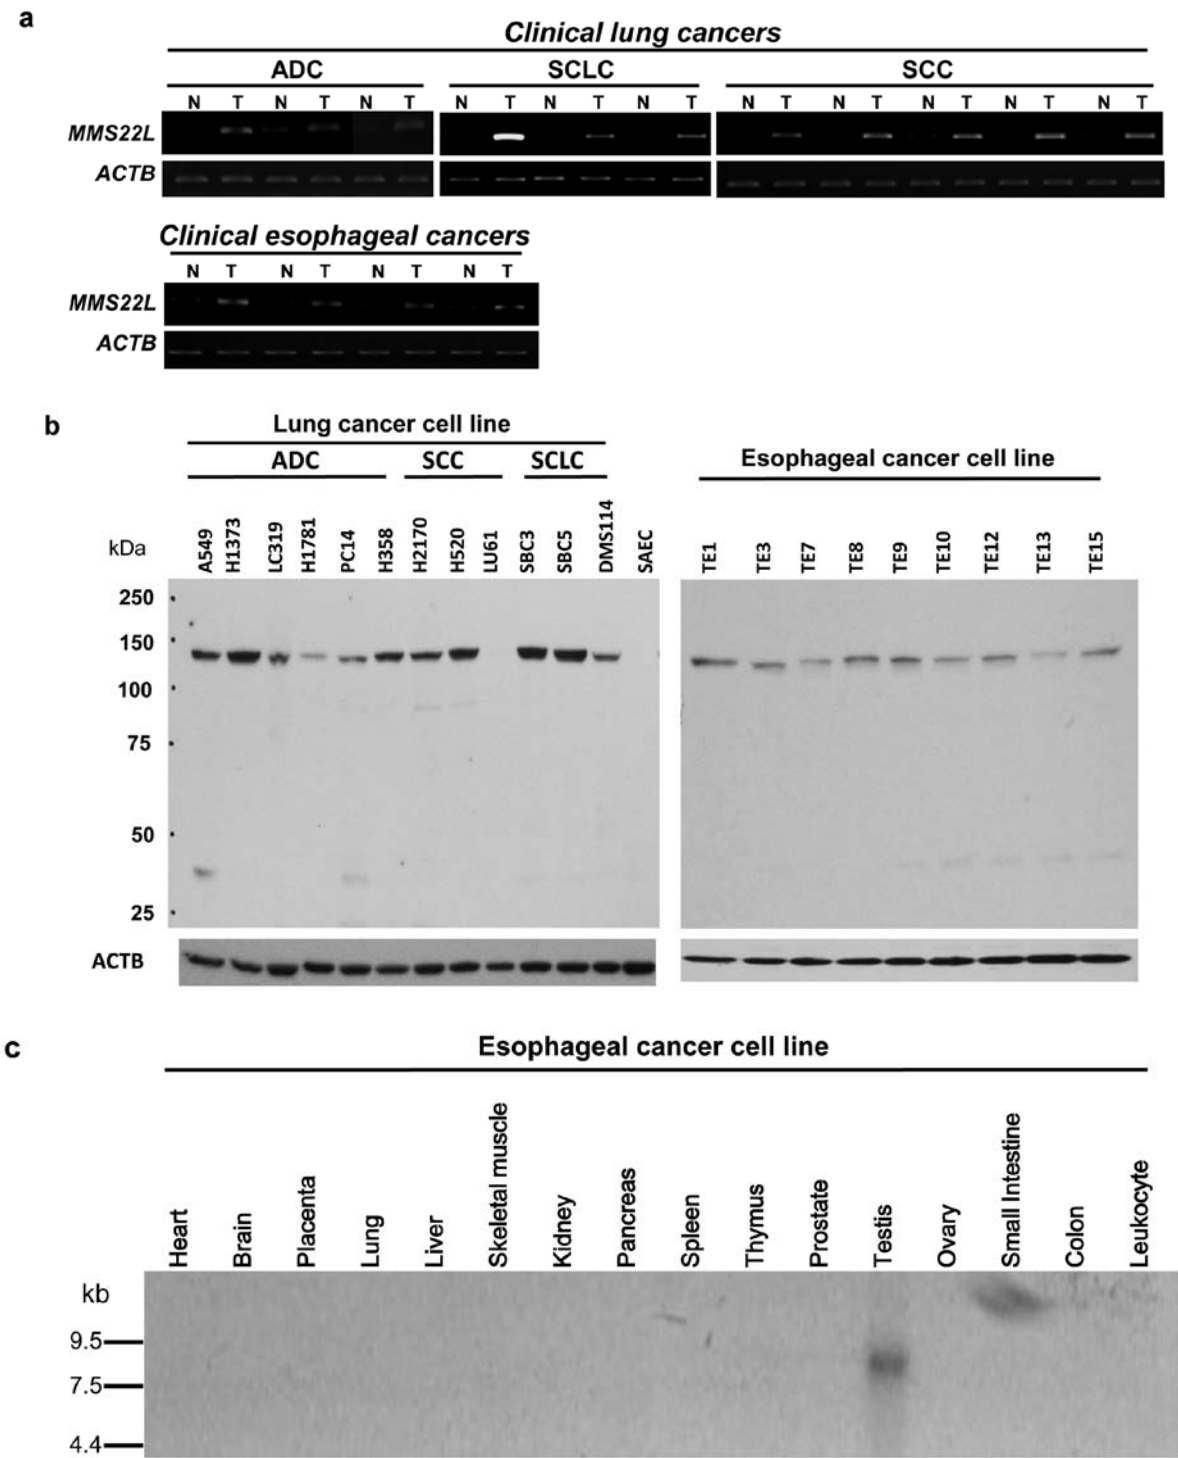 a
Clinical lung cancers
ADC SCLC SCC
N T N T N T N T N T N T N T N T N T N T N T
MMS22L
ACTB
Clinical esophageal cancers
N T N T N T N T
MMS22L
ACTB
b
Lung cancer cell line
ADC SCC SCLC
Esophageal cancer cell line
kDa
A549 H1373 LC319 H1781 PC14 H358 H2170 H520 LU61 SBC3 SBC5 DMS114 SAEC
TE1 TE3 TE7 TE8 TE9 TE10 TE12 TE13 TE15
250
150
100
75
50
25
ACTB
c
Esophageal cancer cell line
Heart Brain Placenta Lung Liver Skeletal muscle Kidney Pancreas Spleen Thymus Prostate Testis Ovary Small Intestine Colon Leukocyte
kb
9.5
7.5
4.4